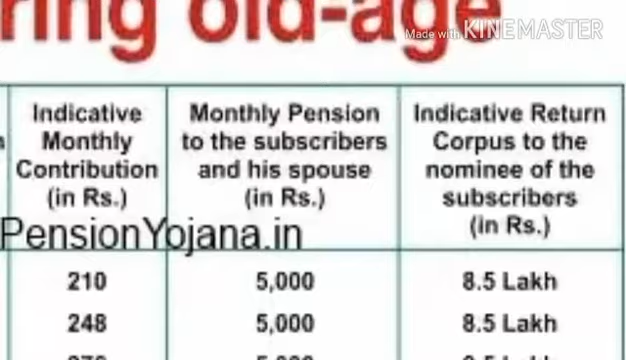 old-age
Made with KINEMASTER
Indicative
Monthly
Contribution
(in Rs.)
Monthly Pension
to the subscribers
and his spouse
(in Rs.)
Indicative Return
Corpus to the
nominee of the
subscribers
(in Rs.)
PensionYojana.in
210 5,000 8.5 Lakh
248 5,000 8.5 Lakh